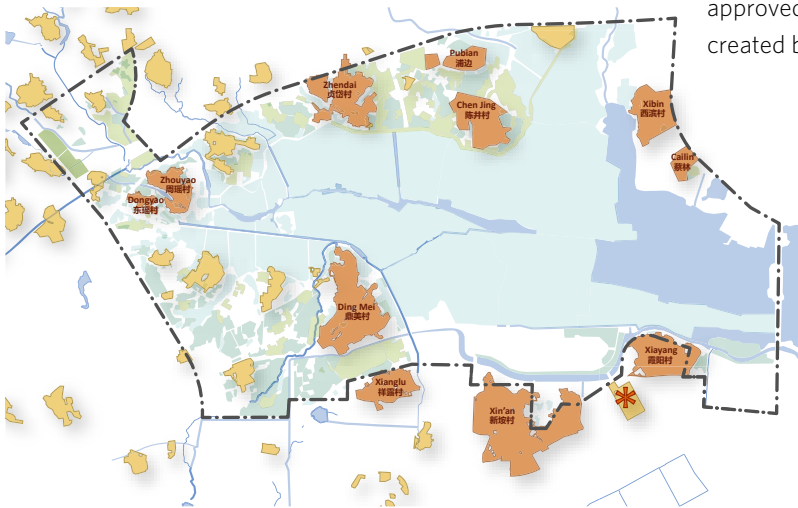 approved
created b
Pubian
浦边
Zhendai
贞岱村
Chen Jing
陈井村
Xibin
西滨村
Cailin
蔡林
Zhouyao
周瑶村
Dongyao
东瑶村
Ding Mei
鼎美村
Xiayang
霞阳村
Xianglu
祥露村
Xin'an
新垵村